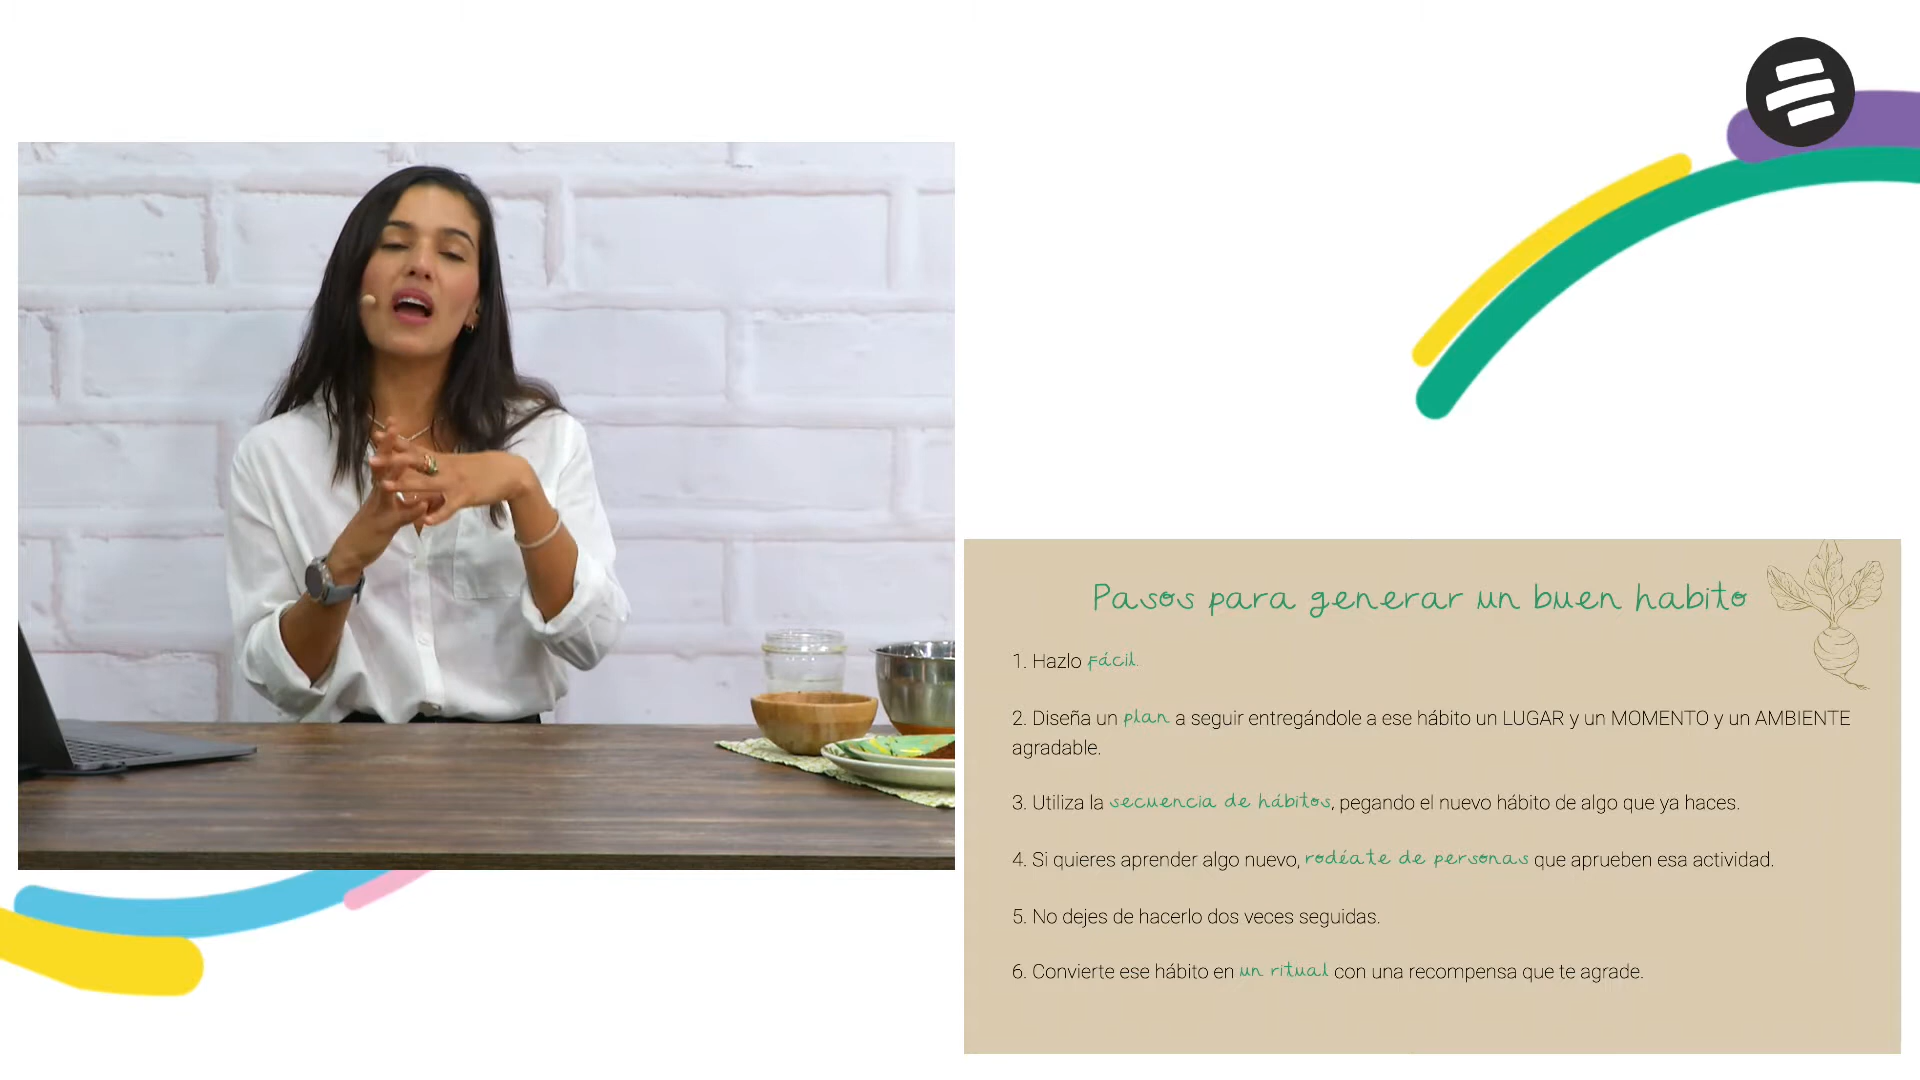 Pasos para generar un buen habito
1. Hazlo Fácil.
2. Diseña un plan a seguir entregándole a ese hábito un LUGAR y un MOMENTO y un AMBIENTE
agradable.
3. Utiliza la secuencia de hábitos, pegando el nuevo hábito de algo que ya haces.
4. Si quieres aprender algo nuevo, rodéate de personas que aprueben esa actividad.
5. No dejes de hacerlo dos veces seguidas.
6. Convierte ese hábito en un ritual con una recompensa que te agrade.